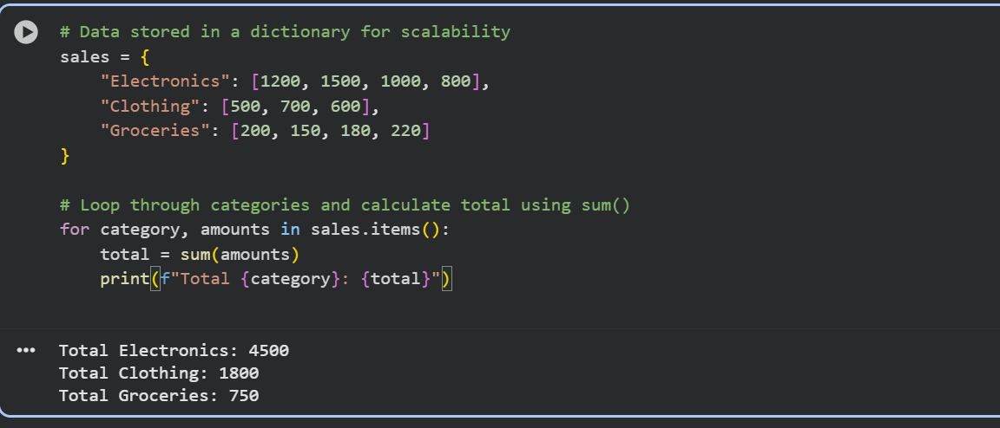 # Data stored in a dictionary for scalability
sales = {
    "Electronics": [1200, 1500, 1000, 800],
    "Clothing": [500, 700, 600],
    "Groceries": [200, 150, 180, 220]
}
# Loop through categories and calculate total using sum()
for category, amounts in sales.items():
    total = sum(amounts)
    print(f"Total {category}: {total}")
Total Electronics: 4500
Total Clothing: 1800
Total Groceries: 750